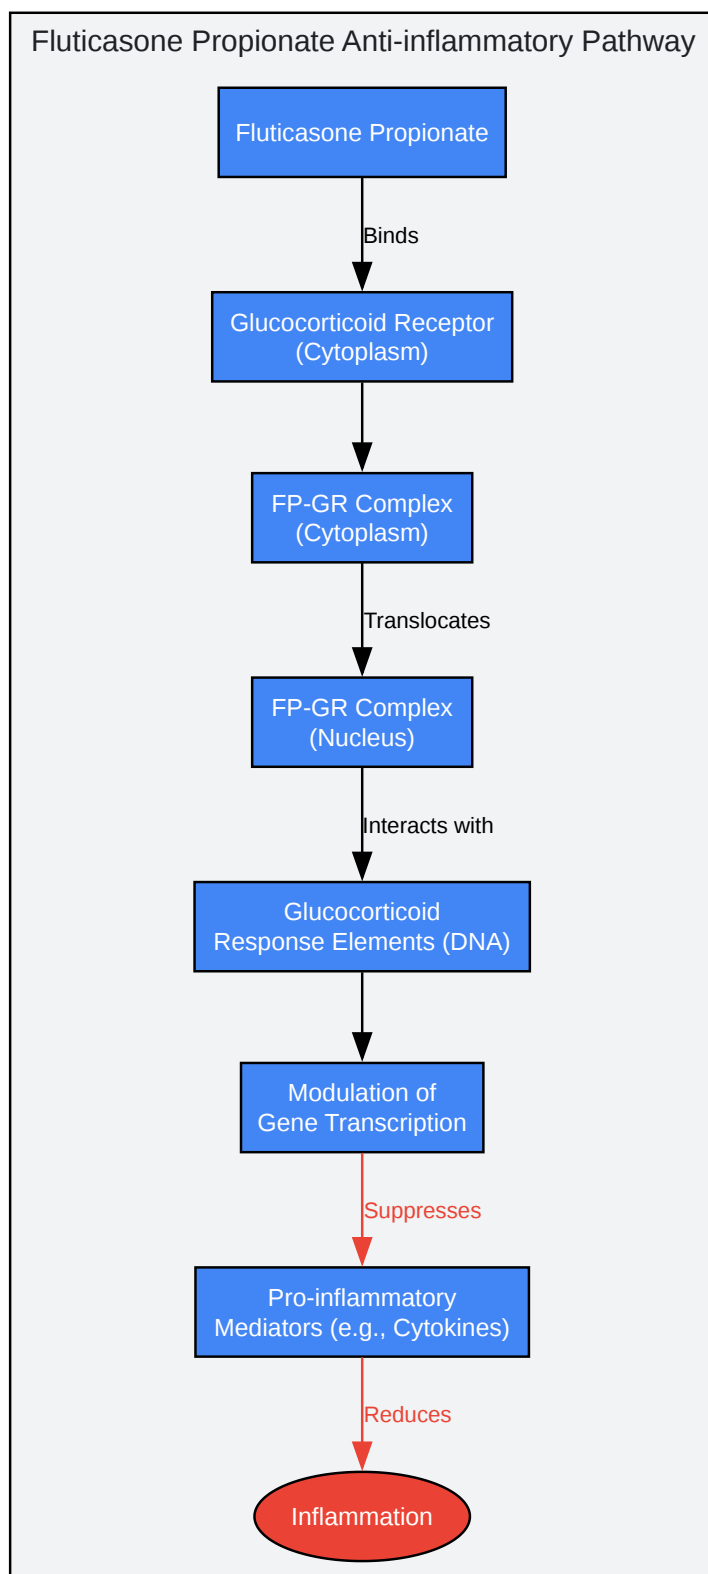 Fluticasone Propionate Anti-inflammatory Pathway
Fluticasone Propionate
Binds
Glucocorticoid Receptor
(Cytoplasm)
FP-GR Complex
(Cytoplasm)
Translocates
FP-GR Complex
(Nucleus)
Interacts with
Glucocorticoid
Response Elements (DNA)
Modulation of
Gene Transcription
Suppresses
Pro-inflammatory
Mediators (e.g., Cytokines)
Reduces
Inflammation